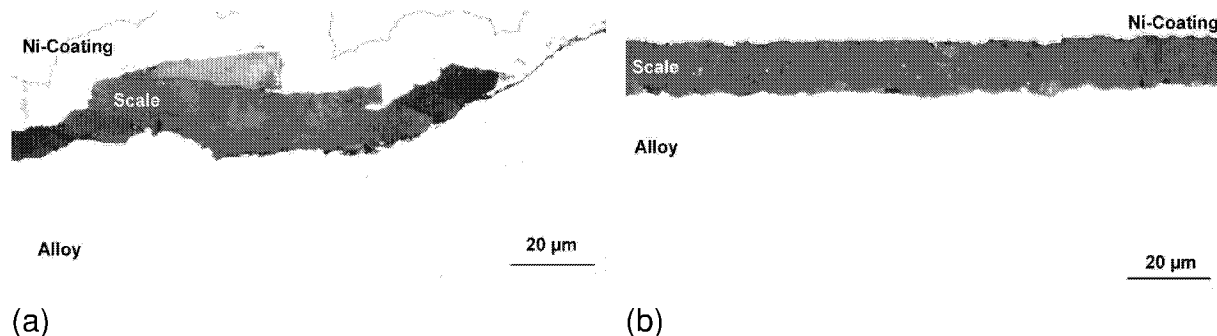 Ni-Coating
Scale
Alloy
20 µm
(a)
Ni-Coating
Scale
Alloy
20 µm
(b)